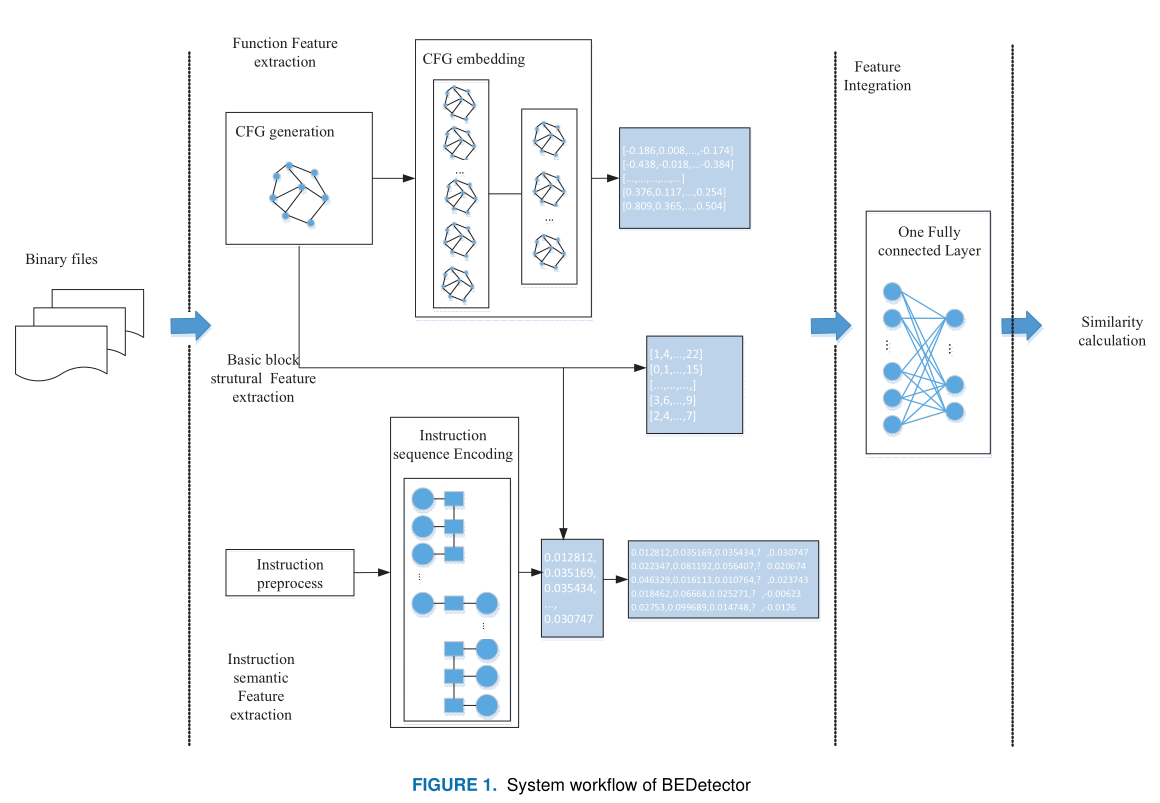 Function Feature
extraction
CFG embedding
Feature
Integration
CFG generation
...
...
[-0.186,0.008,...,-0.174]
[-0.438,-0.018,...-0.384]
[...,...,...,...,...]
[0.376,0.117,...,0.254]
[0.809,0.365,...,0.504]
One Fully
connected Layer
...
...
Binary files
Similarity
calculation
Basic block
strutural Feature
extraction
[1,4,...,22]
[0,1,...,15]
[...,...,...,]
[3,6,...,9]
[2,4,...,7]
Instruction
sequence Encoding
...
...
Instruction
preprocess
0.012812,
0.035169,
0.035434,
...,
0.030747
0.012812,0.035169,0.035434,? ,0.030747
0.022347,0.081192,0.056407,? 0.020674
0.046329,0.016113,0.010764,? ,0.023743
0.018462,0.06668,0.025271,? ,-0.00623
0.02753,0.099689,0.014748,? ,-0.0126
Instruction
semantic
Feature
extraction
FIGURE 1. System workflow of BEDetector